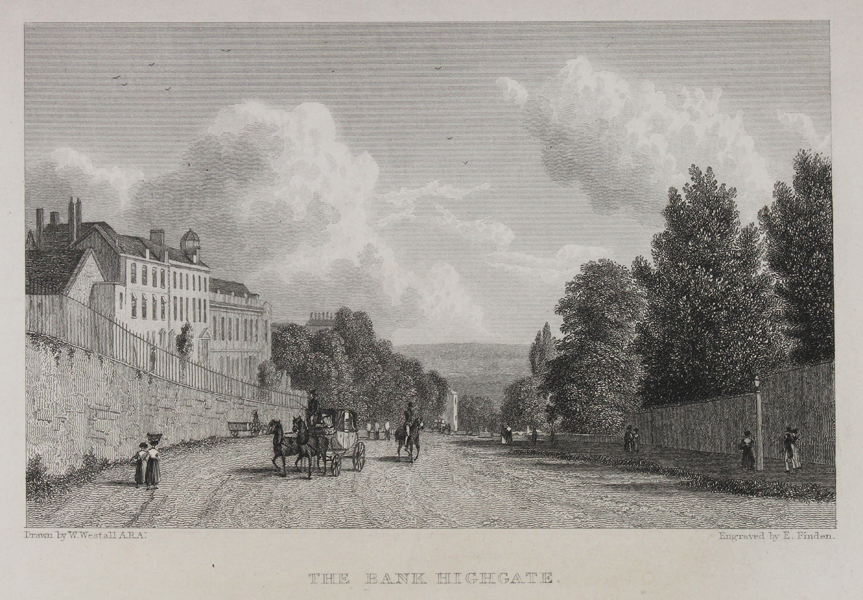 Drawn by W. Westall A.R.A.
Engraved by E. Finden.
THE BANK HIGHGATE.